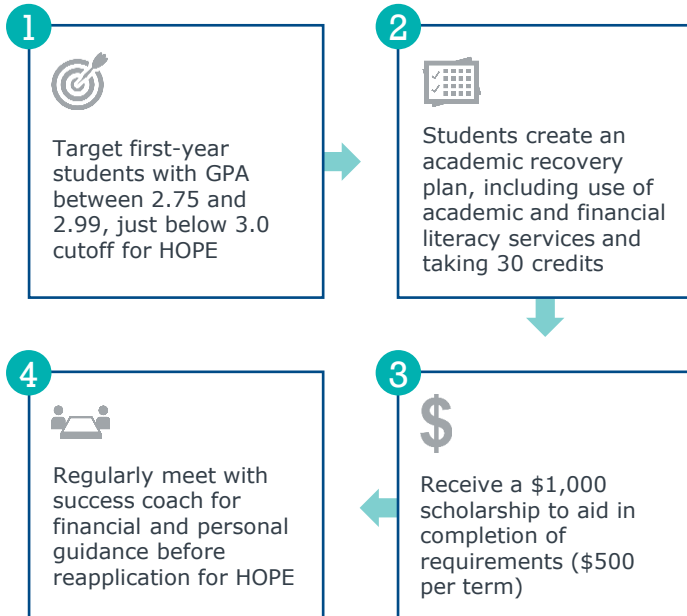 1
Target first-year
students with GPA
between 2.75 and
2.99, just below 3.0
cutoff for HOPE
2
Students create an
academic recovery
plan, including use of
academic and financial
literacy services and
taking 30 credits
3
$
Receive a $1,000
scholarship to aid in
completion of
requirements ($500
per term)
4
Regularly meet with
success coach for
financial and personal
guidance before
reapplication for HOPE